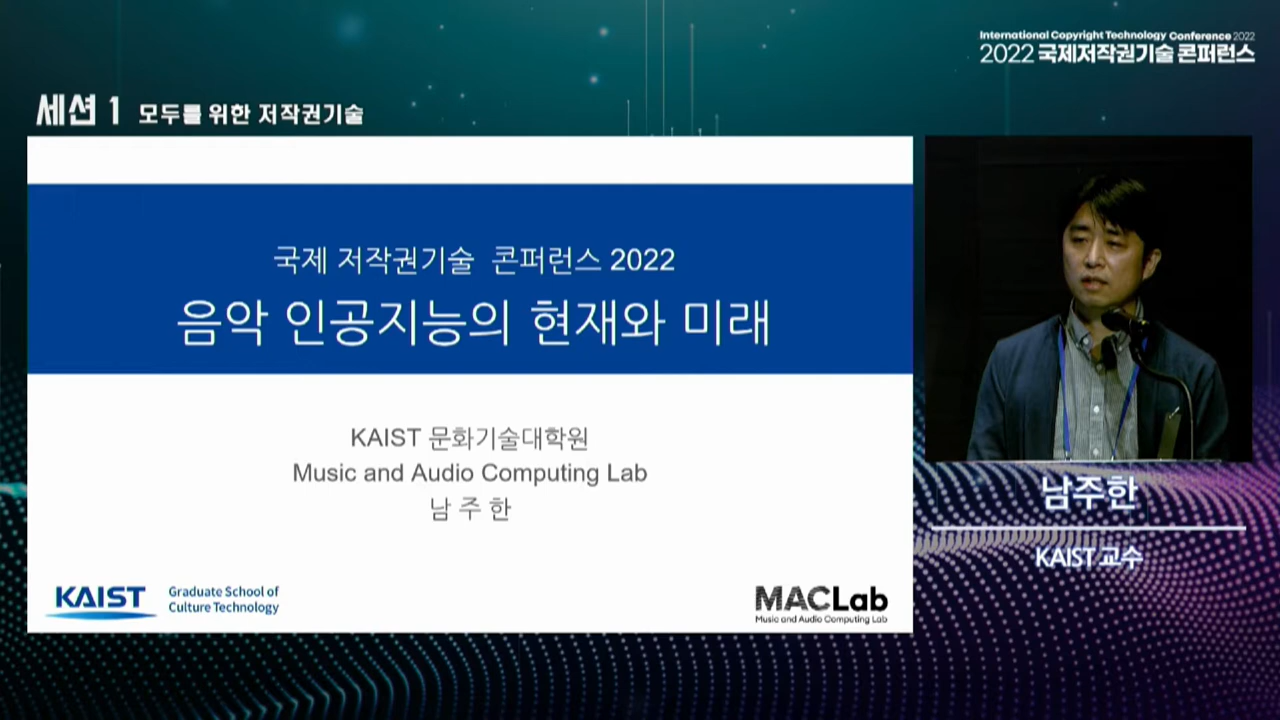 International Copyright Technology Conference 2022
2022 국제저작권기술 콘퍼런스
세션 1 모두를 위한 저작권기술
국제 저작권기술 콘퍼런스 2022
음악 인공지능의 현재와 미래
KAIST 문화기술대학원
Music and Audio Computing Lab
남 주 한
KAIST Graduate School of
Culture Technology
MACLab
Music and Audio Computing Lab
남주한
KAIST 교수